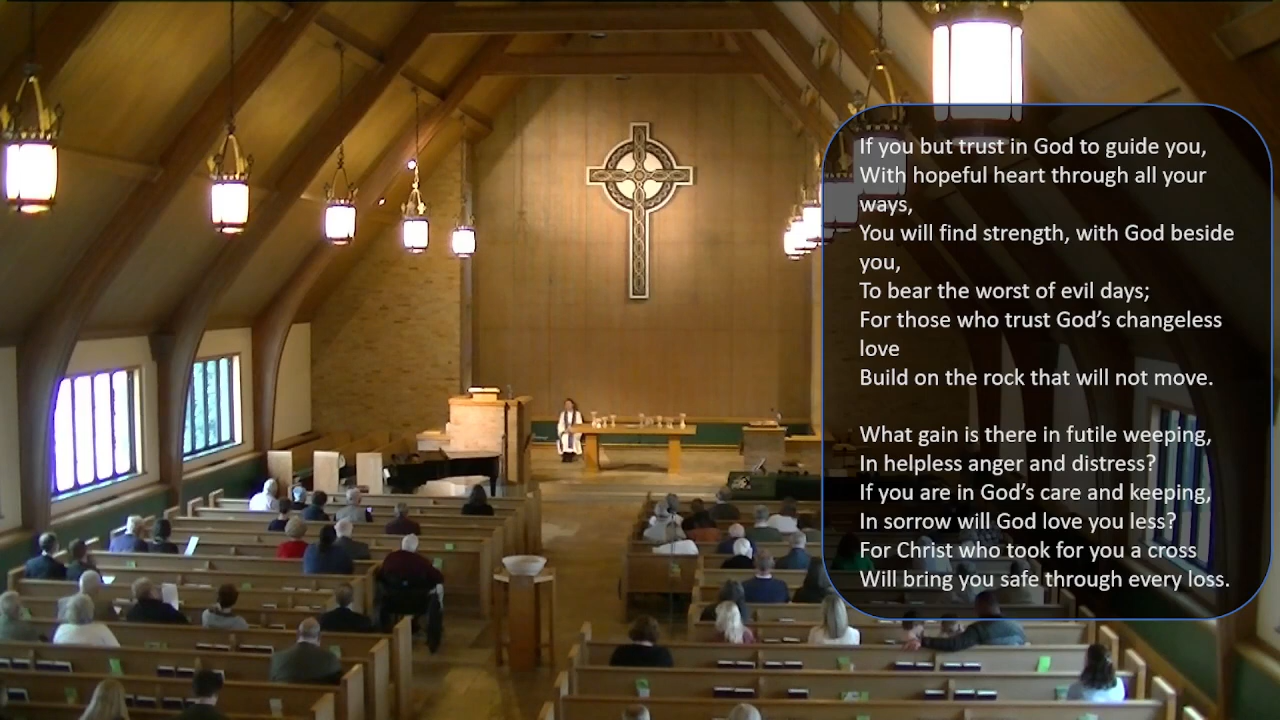 If you but trust in God to guide you,
With hopeful heart through all your
ways,
You will find strength, with God beside
you,
To bear the worst of evil days;
For those who trust God’s changeless
love
Build on the rock that will not move.
What gain is there in futile weeping,
In helpless anger and distress?
If you are in God’s care and keeping,
In sorrow will God love you less?
For Christ who took for you a cross
Will bring you safe through every loss.